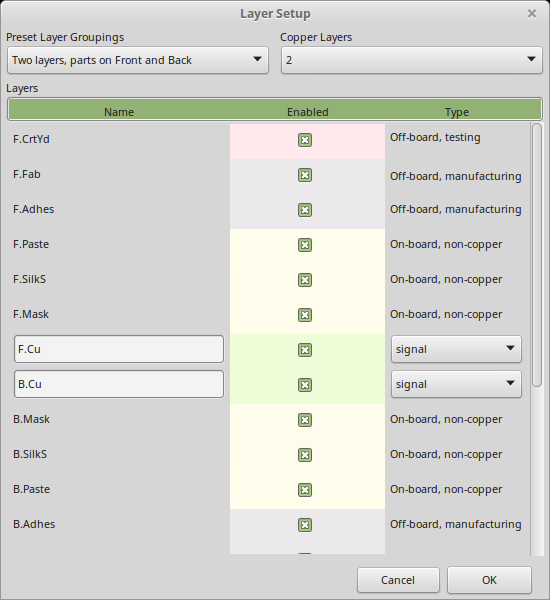 Layer Setup
Preset Layer Groupings Copper Layers
Two layers, parts on Front and Back 2
Layers
Name Enabled Type
F.CrtYd Off-board, testing
F.Fab Off-board, manufacturing
F.Adhes Off-board, manufacturing
F.Paste On-board, non-copper
F.SilkS On-board, non-copper
F.Mask On-board, non-copper
F.Cu signal
B.Cu signal
B.Mask On-board, non-copper
B.SilkS On-board, non-copper
B.Paste On-board, non-copper
B.Adhes Off-board, manufacturing
Cancel OK